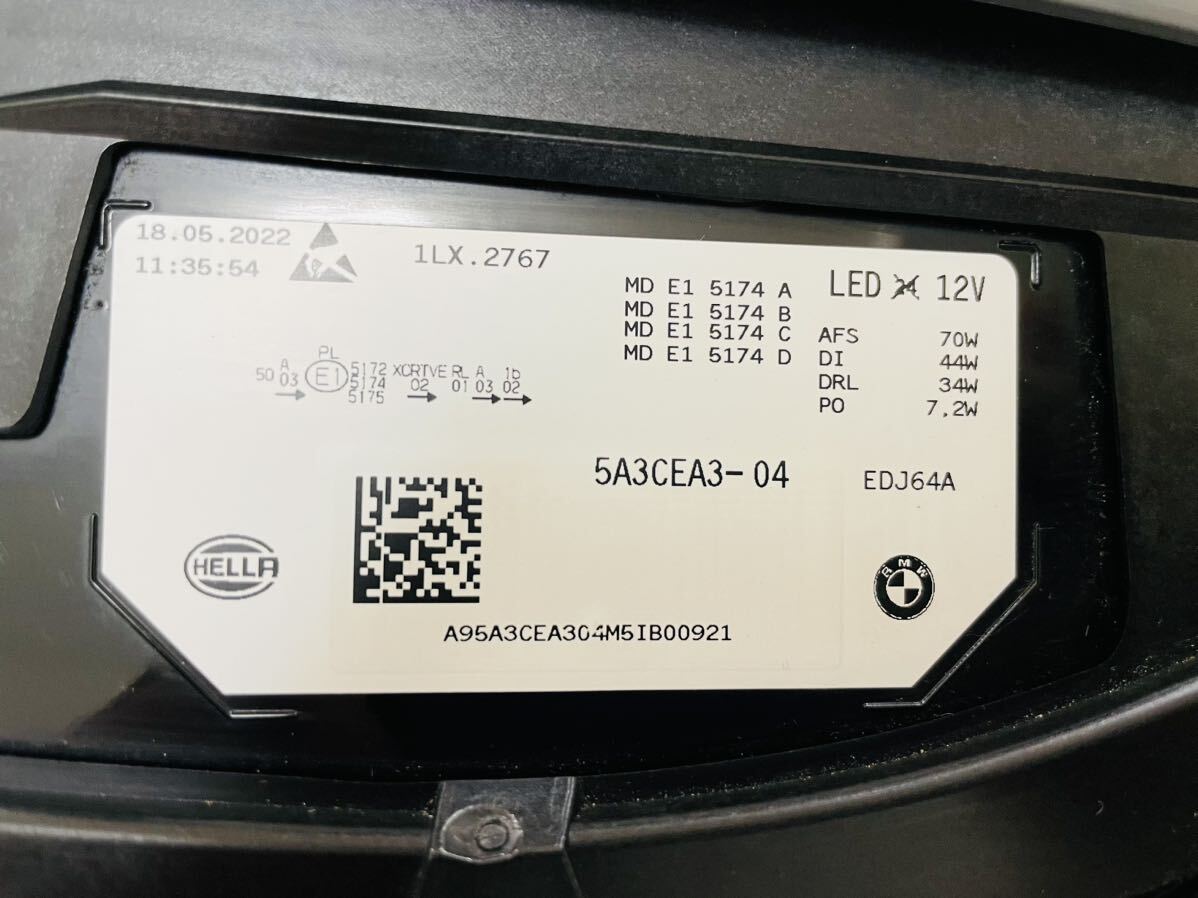 18.05.2022
11:35:54
1LX.2767
MD E1 5174 A
MD E1 5174 B
MD E1 5174 C
MD E1 5174 D
LED 24 12V
AFS 70W
DI 44W
DRL 34W
PO 7,2W
PL
A 5172 XCRTVE RL A 1b
50 03 E1 5174 02 01 03 02
5175
5A3CEA3-04
EDJ64A
HELLA
BMW
A95A3CEA304M5IB00921